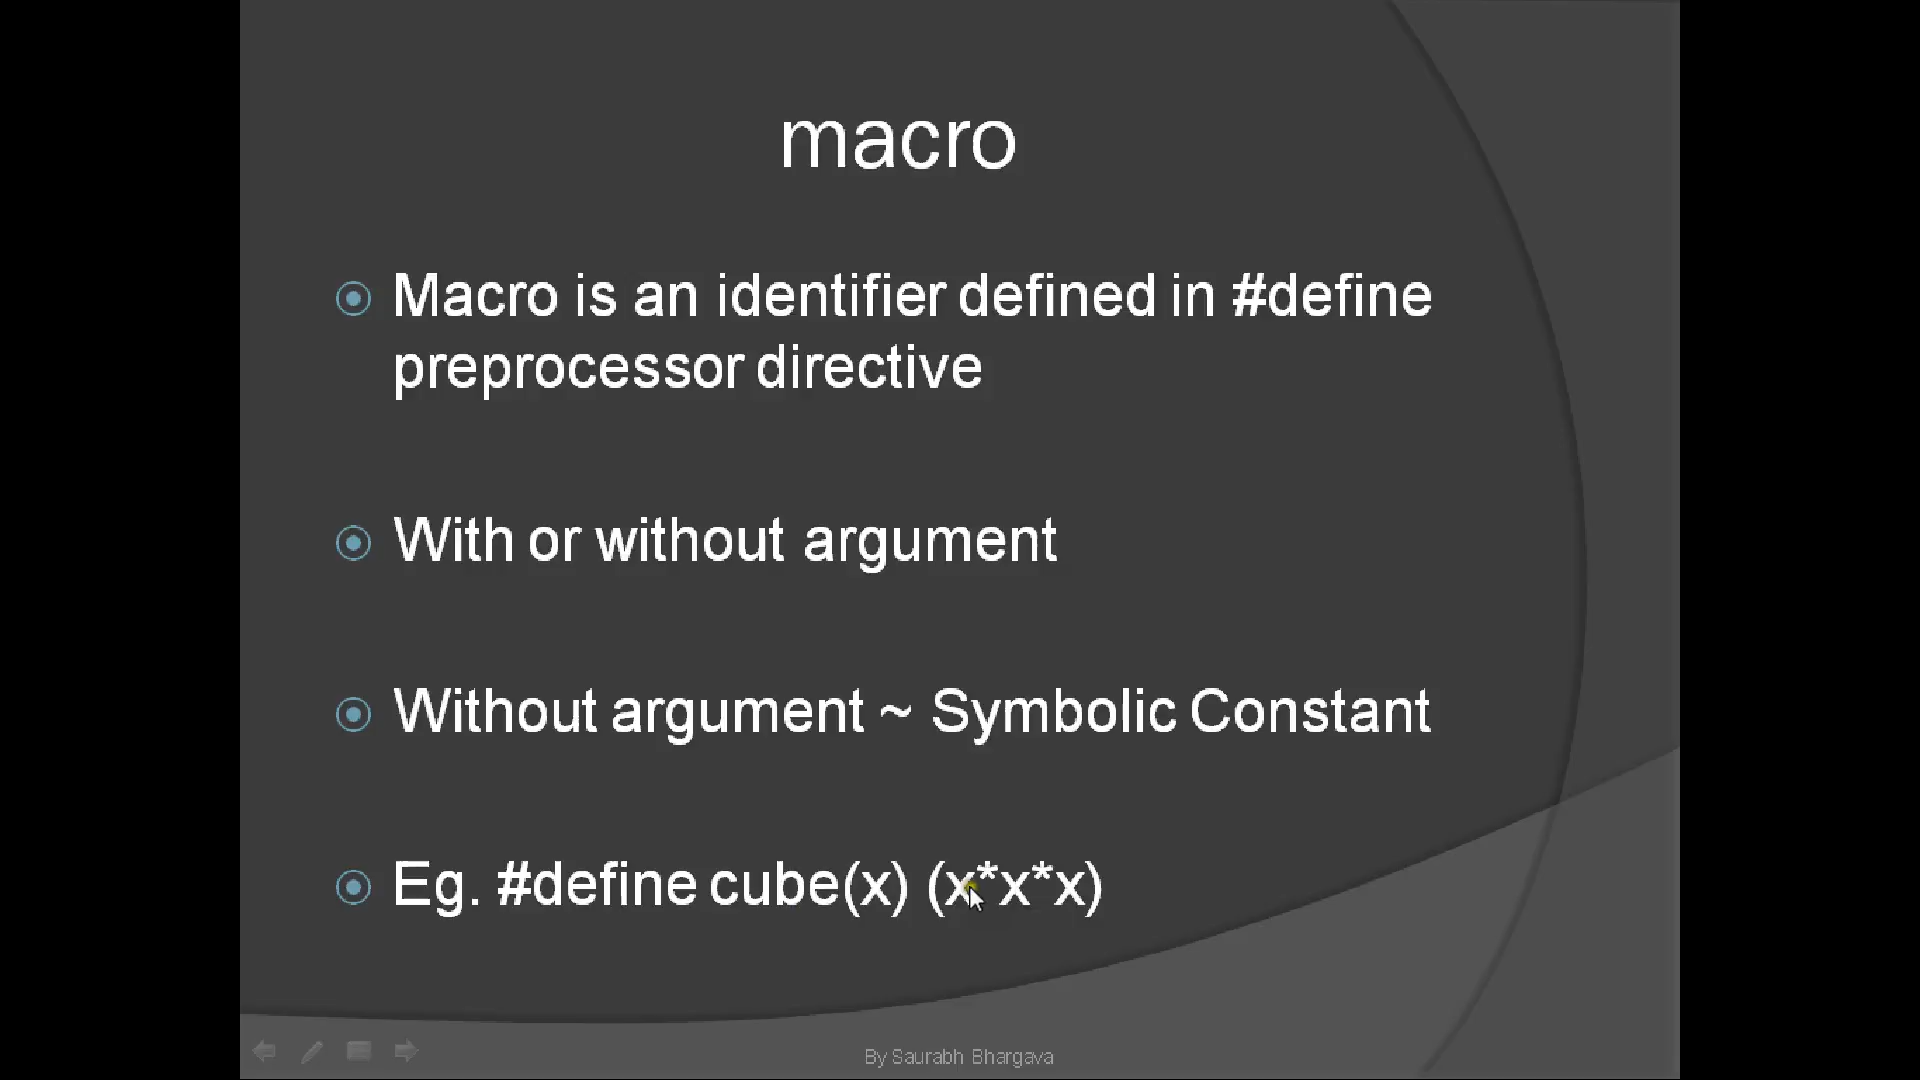 macro
Macro is an identifier defined in #define
preprocessor directive
With or without argument
Without argument ~ Symbolic Constant
Eg. #define cube(x) (x*x*x)
By Saurabh Bhargava